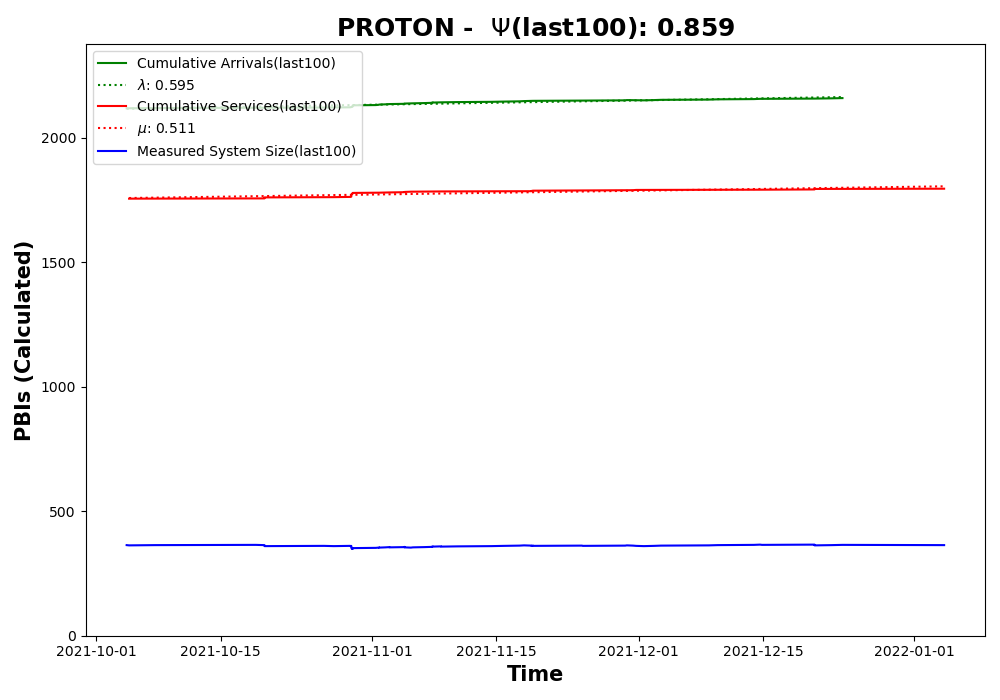 PROTON -  Ψ(last100): 0.859
Cumulative Arrivals(last100)
λ: 0.595
Cumulative Services(last100)
μ: 0.511
Measured System Size(last100)
PBIs (Calculated)
2000
1500
1000
500
0
2021-10-01 2021-10-15 2021-11-01 2021-11-15 2021-12-01 2021-12-15 2022-01-01
Time